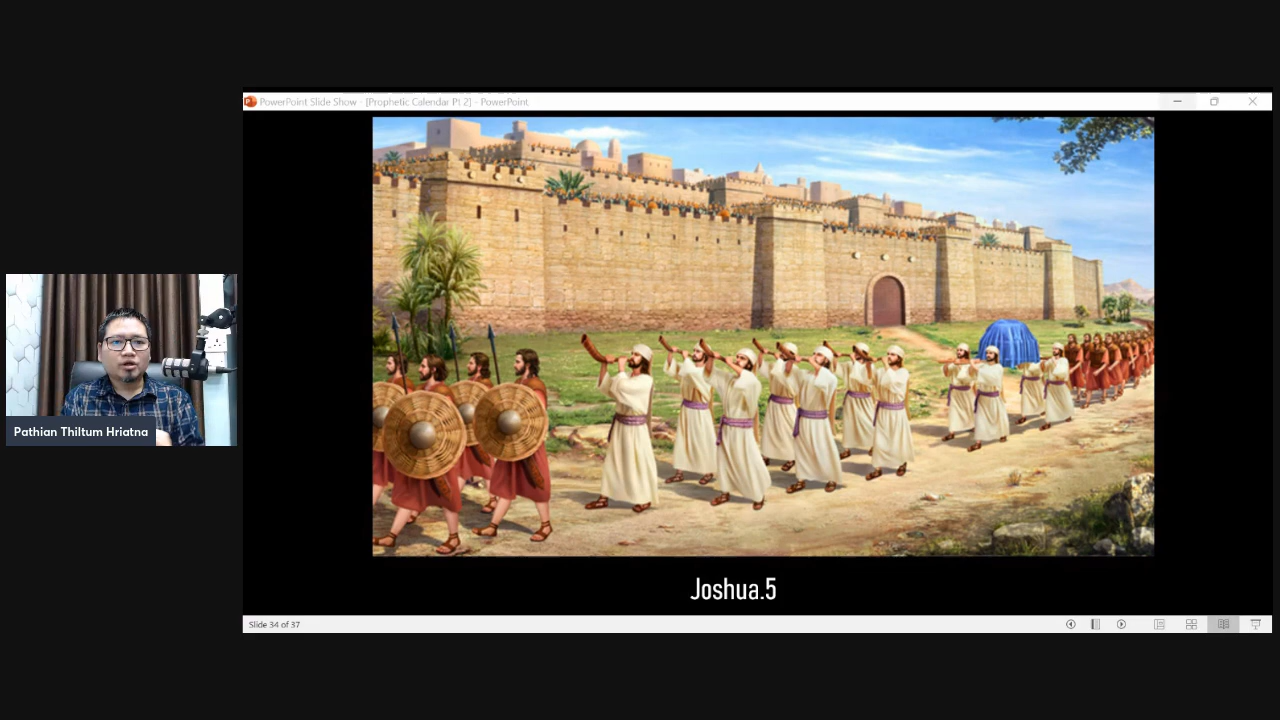 PowerPoint Slide Show - [Prophetic Calendar Pt 2] - PowerPoint
Pathian Thiltum Hriatna
Joshua.5
Slide 34 of 37